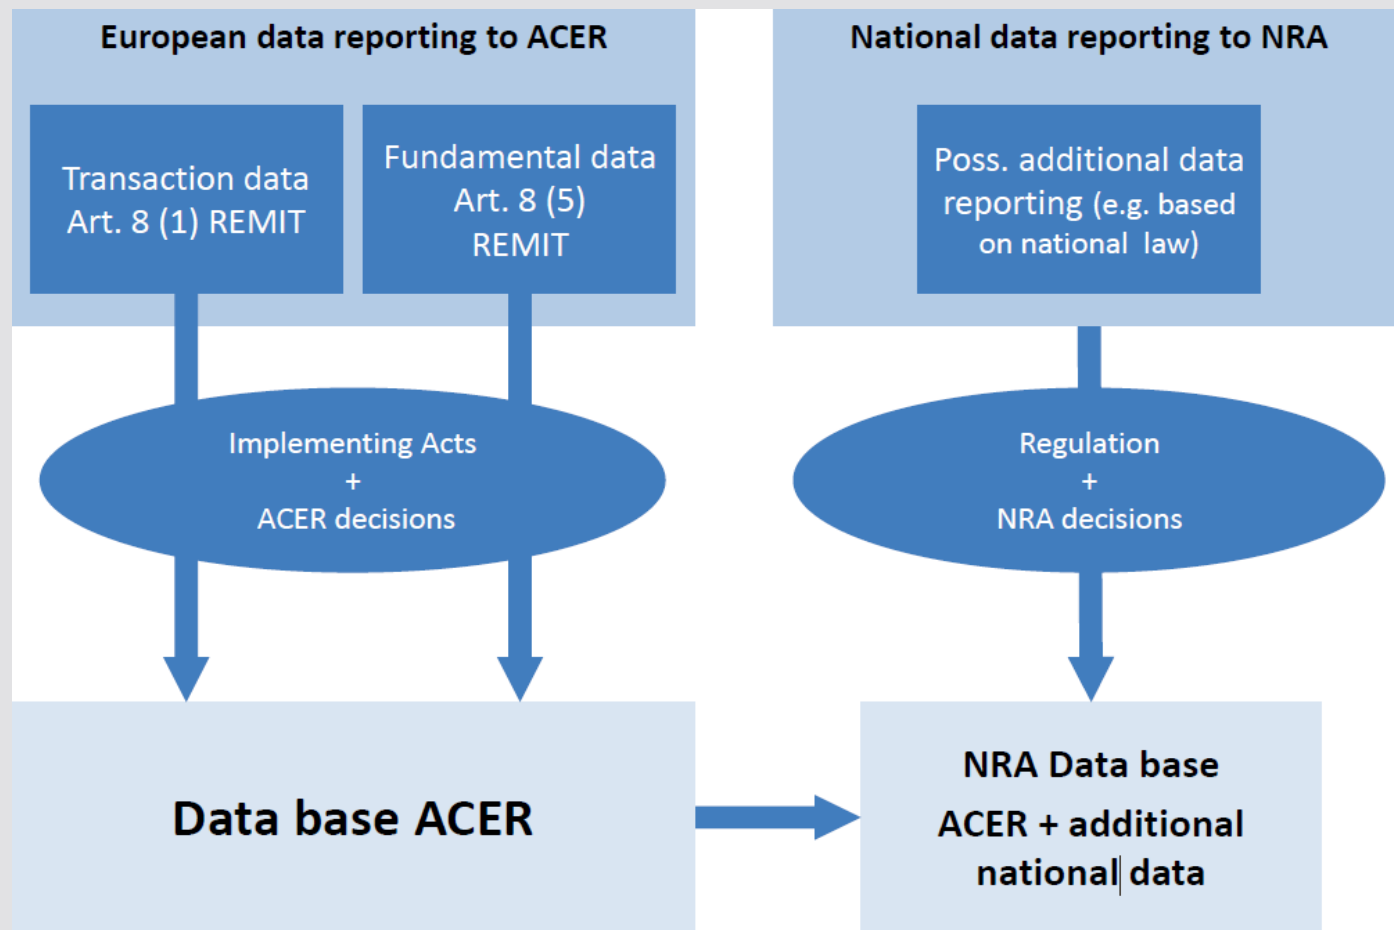 European data reporting to ACER
Transaction data
Art. 8 (1) REMIT
Fundamental data
Art. 8 (5)
REMIT
Implementing Acts
+
ACER decisions
Data base ACER
National data reporting to NRA
Poss. additional data
reporting (e.g. based
on national law)
Regulation
+
NRA decisions
NRA Data base
ACER + additional
national data